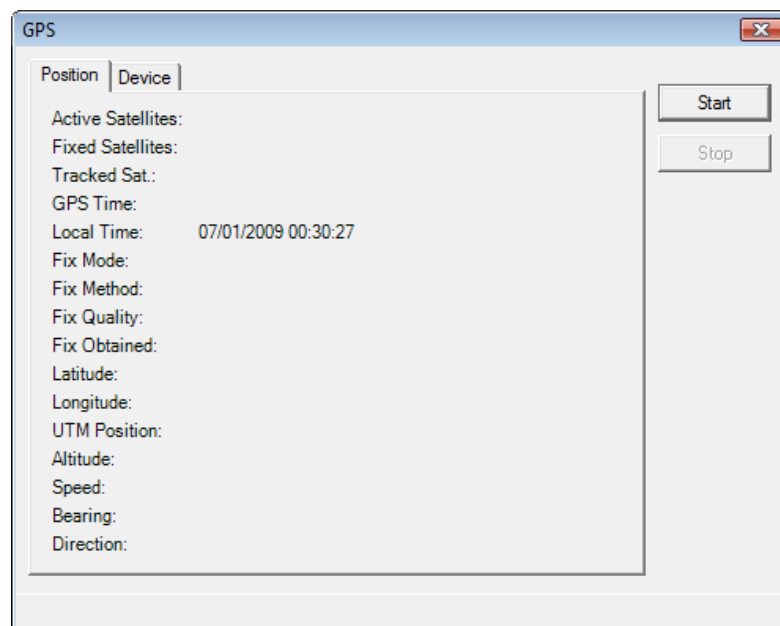 GPS
Position Device
Start
Stop
Active Satellites:
Fixed Satellites:
Tracked Sat.:
GPS Time:
Local Time: 07/01/2009 00:30:27
Fix Mode:
Fix Method:
Fix Quality:
Fix Obtained:
Latitude:
Longitude:
UTM Position:
Altitude:
Speed:
Bearing:
Direction: